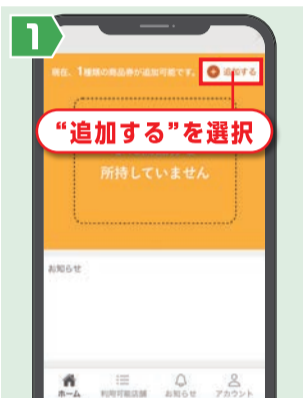 1
現在、1種類の商品券が追加可能です。
追加する
“追加する”を選択
所持していません
お知らせ
ホーム
利用可能店舗
お知らせ
アカウント